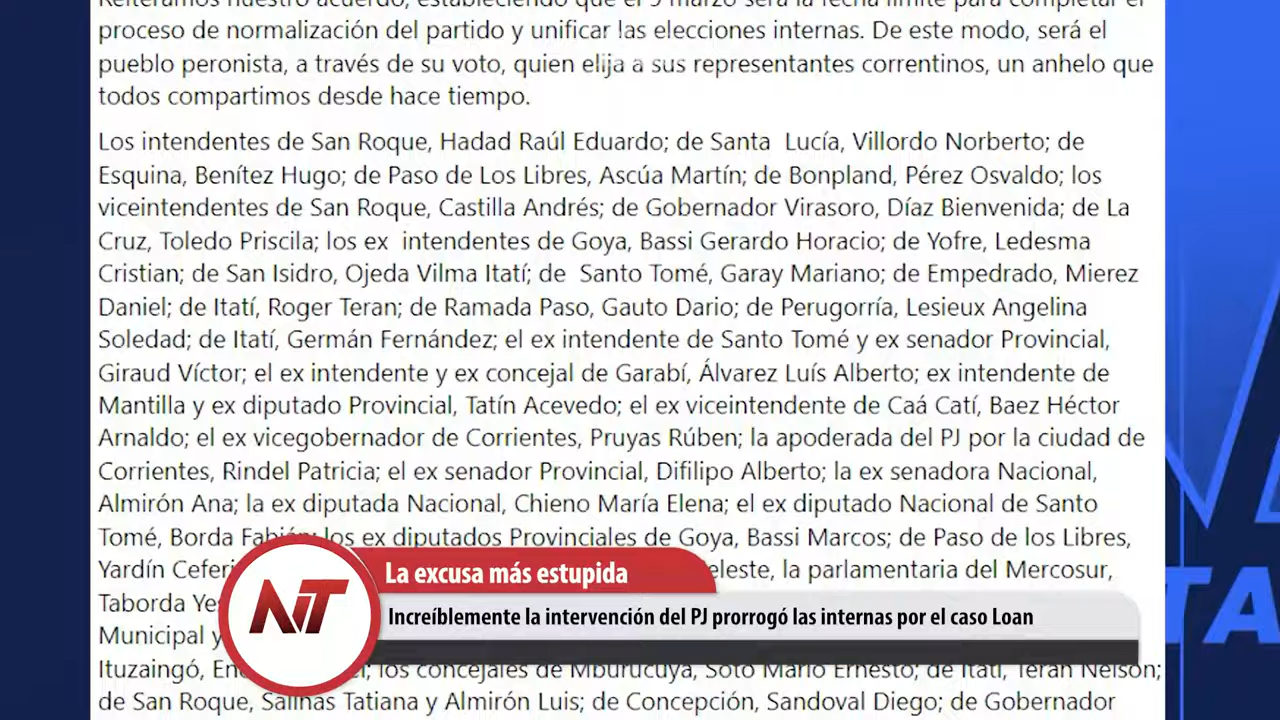 proceso de normalización del partido y unificar las elecciones internas. De este modo, será el
pueblo peronista, a través de su voto, quien elija a sus representantes correntinos, un anhelo que
todos compartimos desde hace tiempo.
Los intendentes de San Roque, Hadad Raúl Eduardo; de Santa  Lucía, Villordo Norberto; de
Esquina, Benítez Hugo; de Paso de Los Libres, Ascúa Martín; de Bonpland, Pérez Osvaldo; los
viceintendentes de San Roque, Castilla Andrés; de Gobernador Virasoro, Díaz Bienvenida; de La
Cruz, Toledo Priscila; los ex  intendentes de Goya, Bassi Gerardo Horacio; de Yofre, Ledesma
Cristian; de San Isidro, Ojeda Vilma Itatí; de  Santo Tomé, Garay Mariano; de Empedrado, Mierez
Daniel; de Itatí, Roger Teran; de Ramada Paso, Gauto Dario; de Perugorría, Lesieux Angelina
Soledad; de Itatí, Germán Fernández; el ex intendente de Santo Tomé y ex senador Provincial,
Giraud Víctor; el ex intendente y ex concejal de Garabí, Álvarez Luís Alberto; ex intendente de
Mantilla y ex diputado Provincial, Tatín Acevedo; el ex viceintendente de Caá Catí, Baez Héctor
Arnaldo; el ex vicegobernador de Corrientes, Pruyas Rúben; la apoderada del PJ por la ciudad de
Corrientes, Rindel Patricia; el ex senador Provincial, Difilipo Alberto; la ex senadora Nacional,
Almirón Ana; la ex diputada Nacional, Chieno María Elena; el ex diputado Nacional de Santo
Tomé, Borda Fabián; los ex diputados Provinciales de Goya, Bassi Marcos; de Paso de los Libres,
Yardín la parlamentaria del Mercosur,
Taborda
Municipal y
Ituzaingó, los concejales de Mburucuya, Soto Mario Ernesto; de Itatí, Teran Nelson;
de San Roque, Salinas Tatiana y Almirón Luis; de Concepción, Sandoval Diego; de Gobernador
NiT
La excusa más estupida
Increíblemente la intervención del PJ prorrogó las internas por el caso Loan
TA